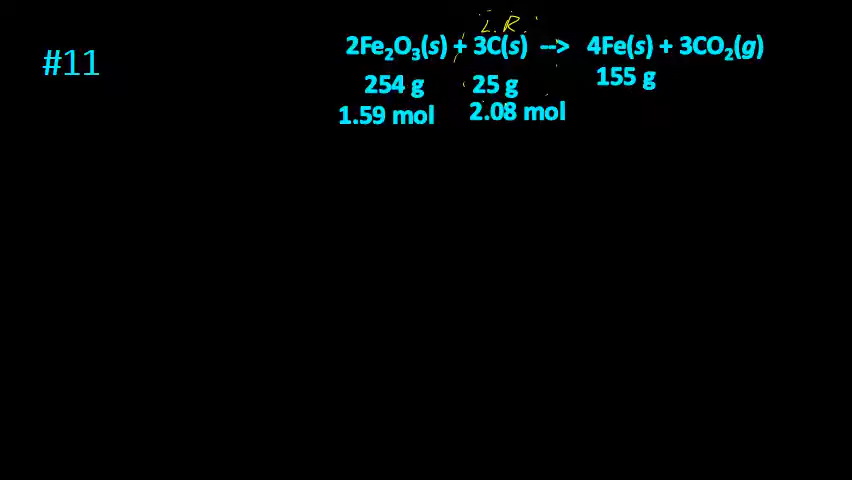 L.R.
#11
2Fe₂O₃(s) + 3C(s) --> 4Fe(s) + 3CO₂(g)
254 g 25 g 155 g
1.59 mol 2.08 mol